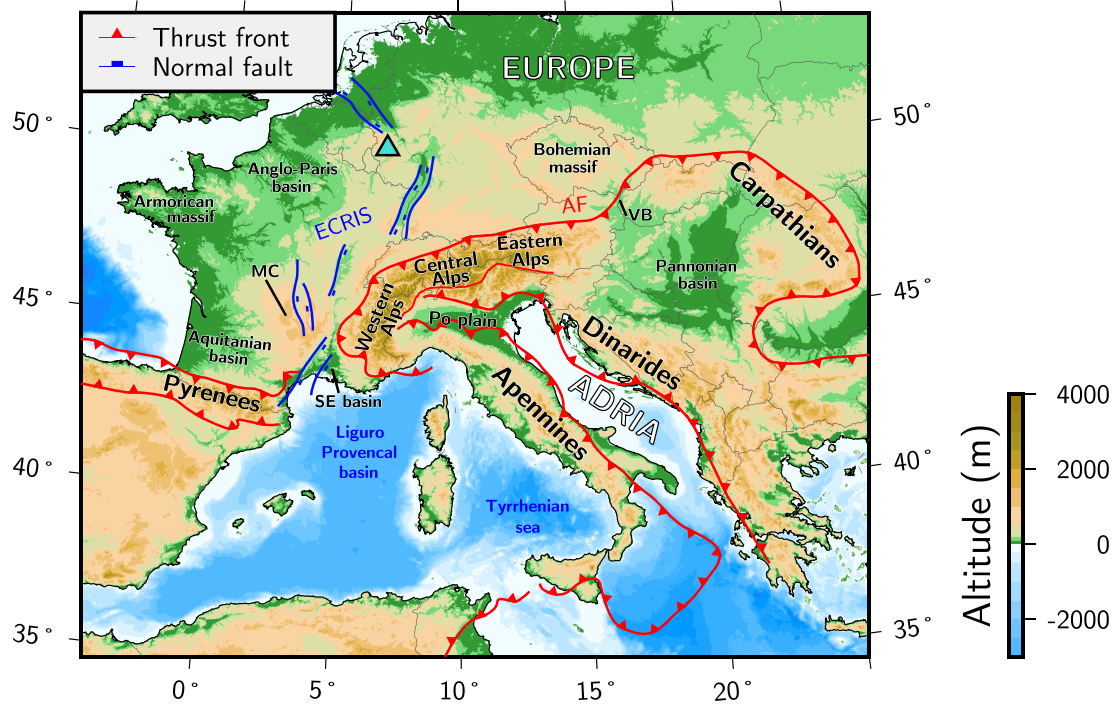 Thrust front
Normal fault
EUROPE
50°
50°
Bohemian
massif
Anglo-Paris
basin
Carpathians
Armorican
massif
AF
VB
ECRIS
Eastern
Alps
Central
Alps
MC
Pannonian
basin
45°
45°
Western
Alps
Po plain
Dinarides
Aquitanian
basin
Pyrenees
SE basin
ADRIA
Apennines
Liguro
Provencal
basin
40°
40°
Tyrrhenian
sea
35°
35°
0°
5°
10°
15°
20°
Altitude (m)
4000
2000
0
-2000